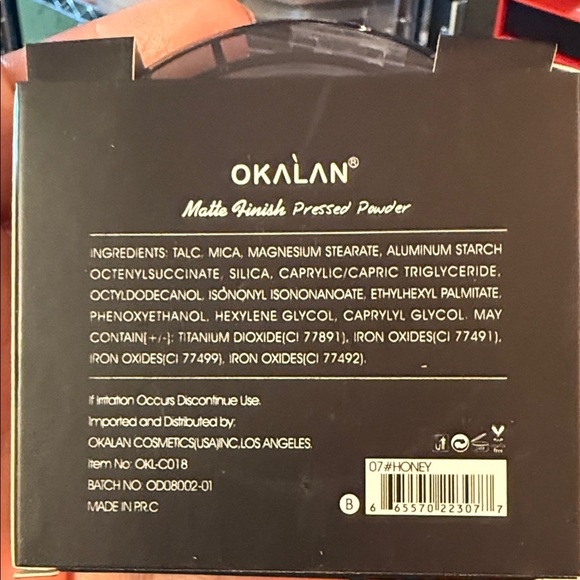 OKALAN®
Matte Finish Pressed Powder
INGREDIENTS: TALC, MICA, MAGNESIUM STEARATE, ALUMINUM STARCH
OCTENYLSUCCINATE, SILICA, CAPRYLIC/CAPRIC TRIGLYCERIDE,
OCTYLDODECANOL, ISONONYL ISONONANOATE, ETHYLHEXYL PALMITATE,
PHENOXYETHANOL, HEXYLENE GLYCOL, CAPRYLYL GLYCOL. MAY
CONTAIN[+/-]: TITANIUM DIOXIDE(CI 77891), IRON OXIDES(CI 77491),
IRON OXIDES(CI 77499), IRON OXIDES(CI 77492).
If Irritation Occurs Discontinue Use.
Imported and Distributed by:
OKALAN COSMETICS(USA)INC,LOS ANGELES.
Item No: OKL-C018
BATCH NO: OD08002-01
MADE IN P.R.C
07#HONEY
B
6 65570 22307 7